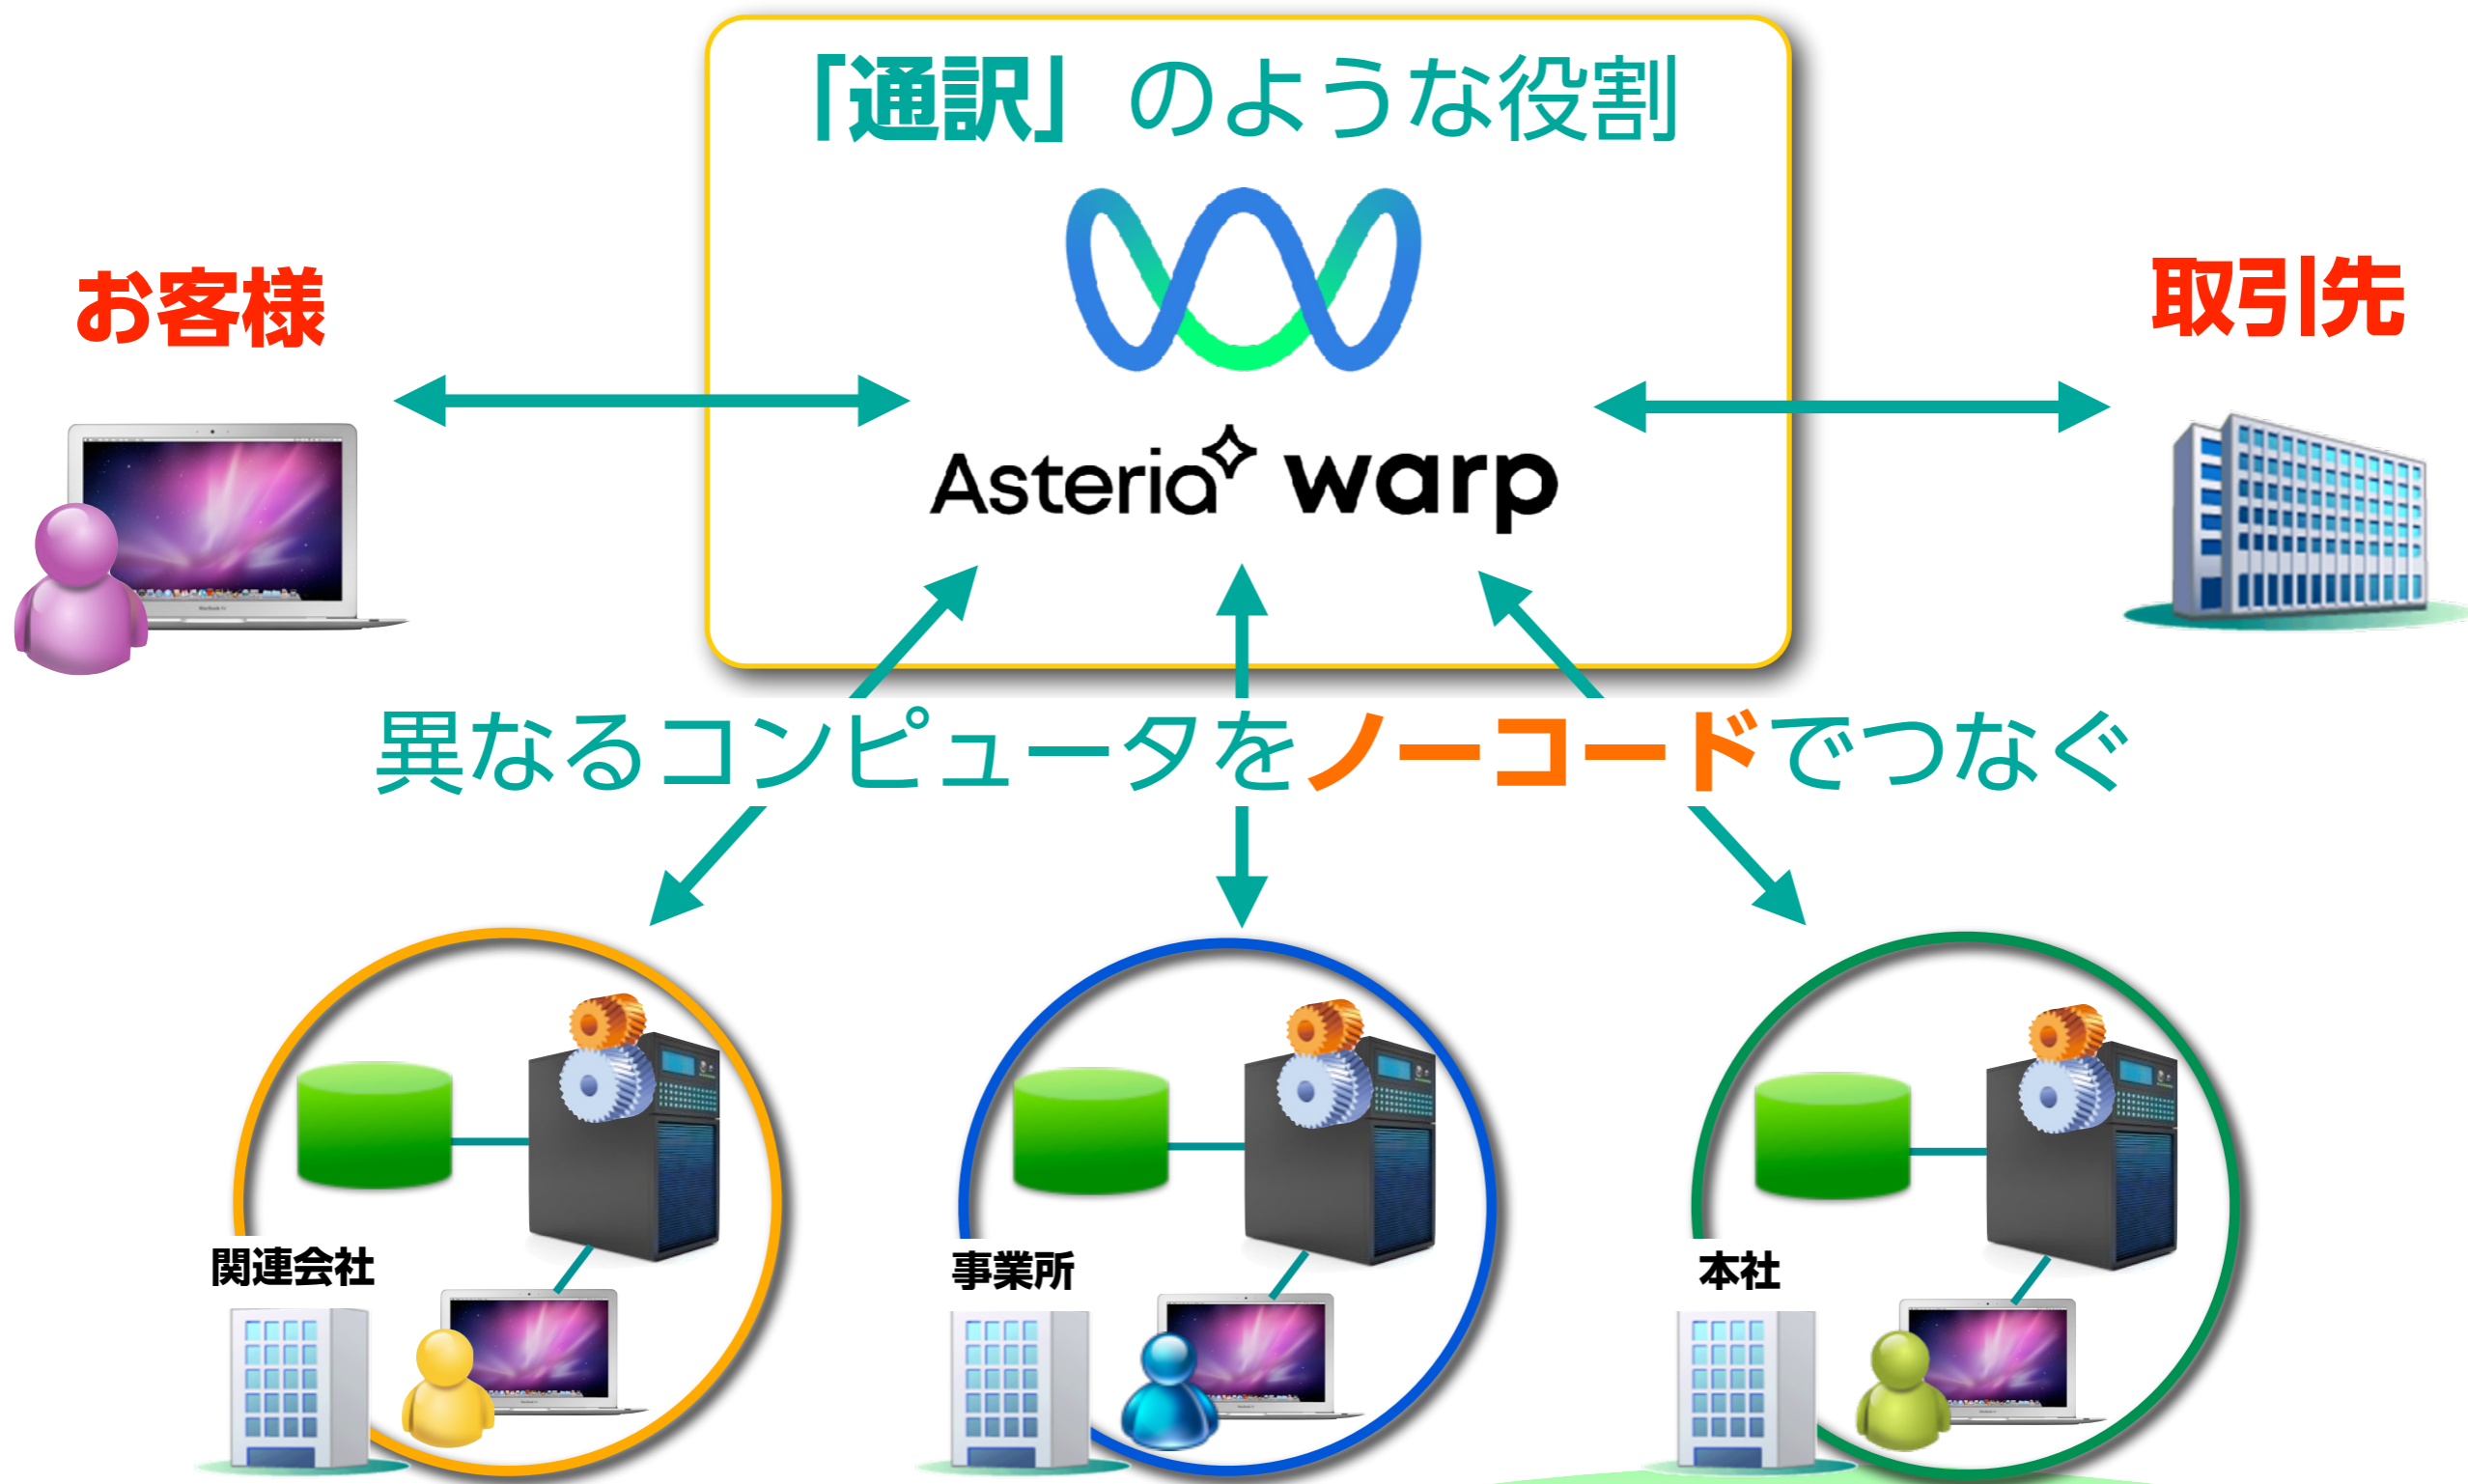 「通訳」のような役割
お客様
取引先
Asteria warp
異なるコンピュータをノーコードでつなぐ
関連会社
事業所
本社